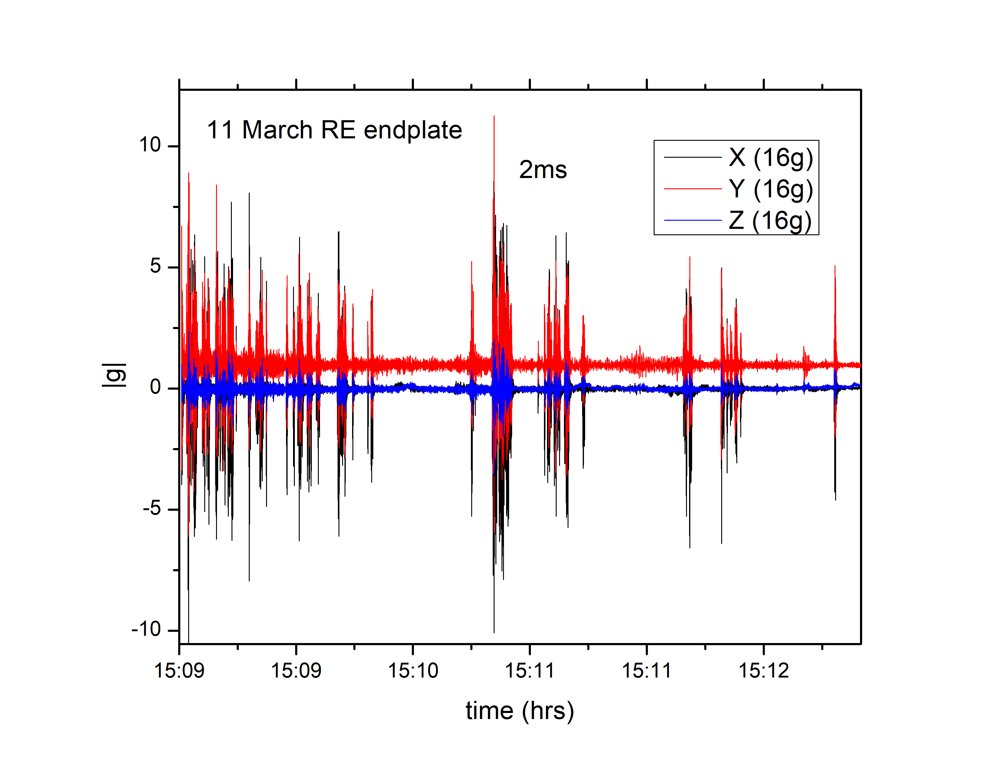 11 March RE endplate
2ms
X (16g)
Y (16g)
Z (16g)
|g|
10
5
0
-5
-10
15:09 15:09 15:10 15:11 15:11 15:12
time (hrs)